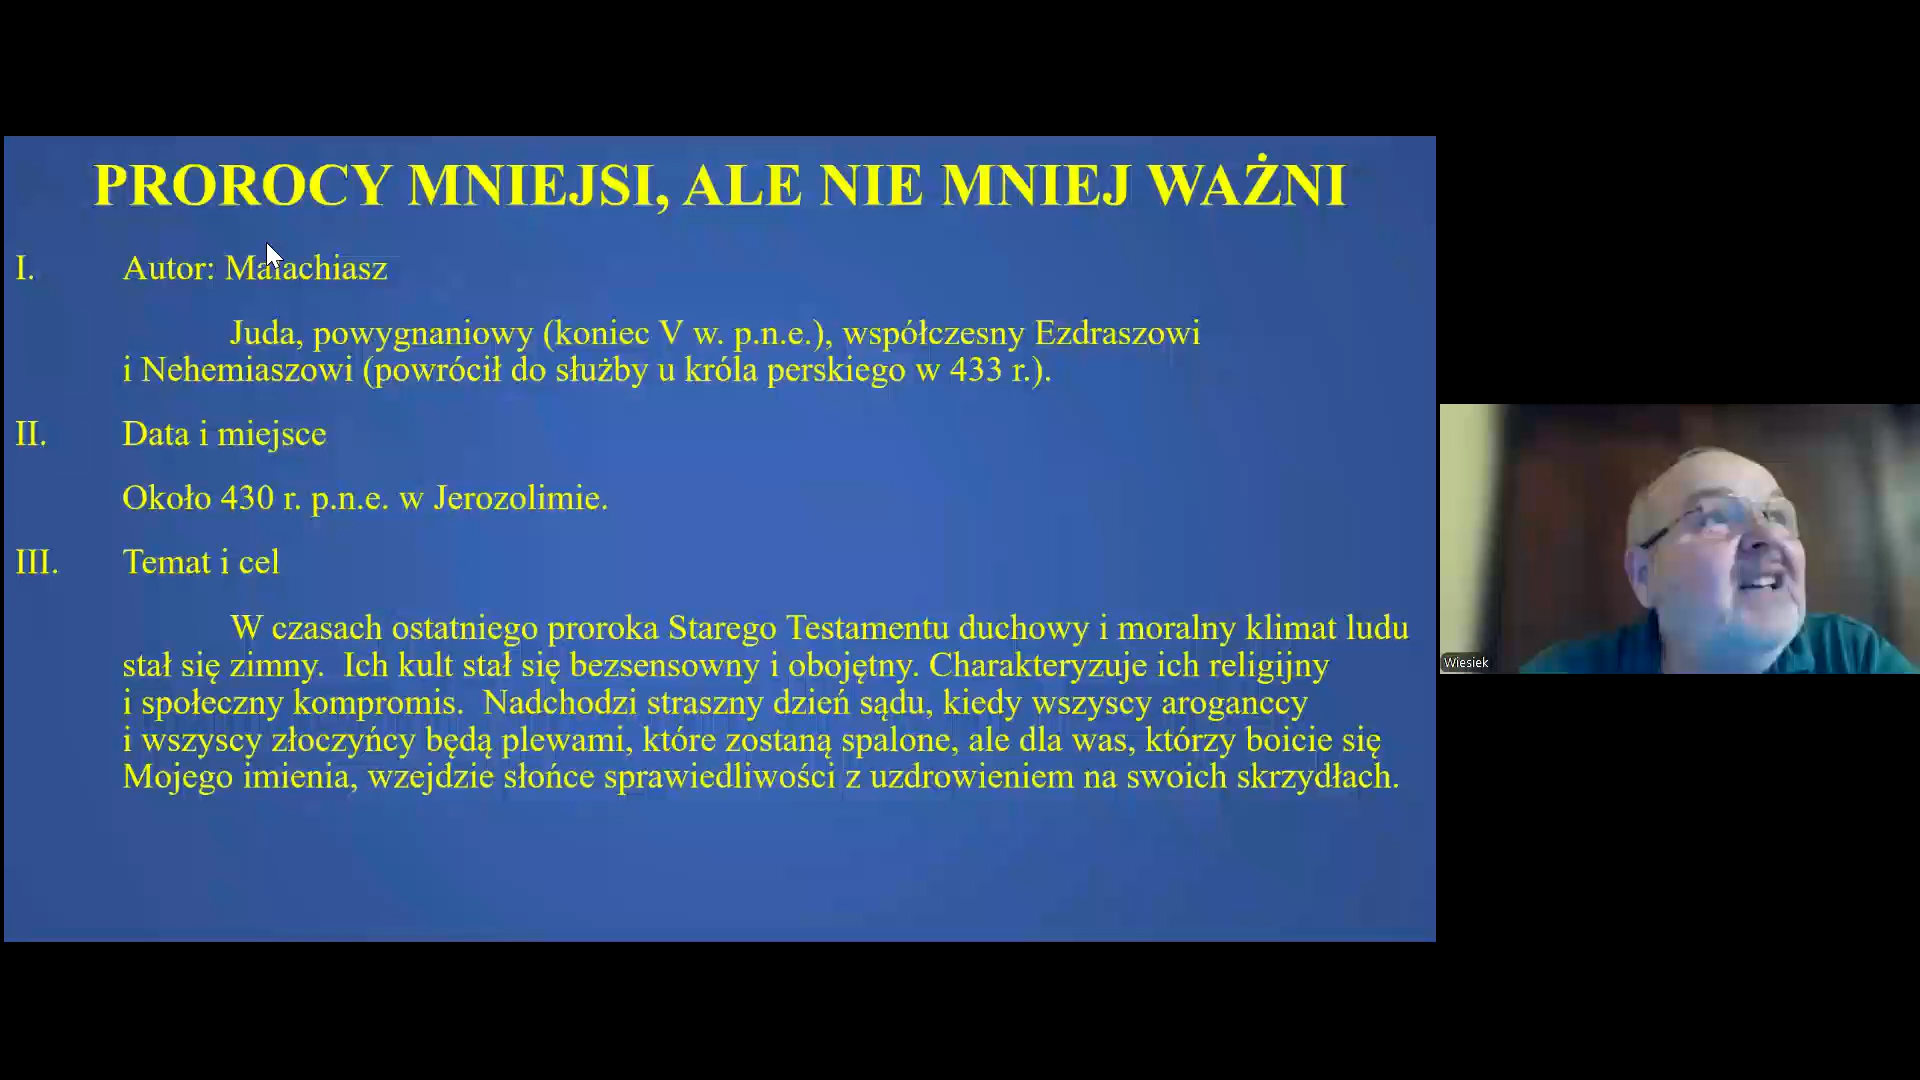 PROROCY MNIEJSI, ALE NIE MNIEJ WAŻNI
I. Autor: Malachiasz
Juda, powygnaniowy (koniec V w. p.n.e.), współczesny Ezdraszowi
i Nehemiaszowi (powrócił do służby u króla perskiego w 433 r.).
II. Data i miejsce
Około 430 r. p.n.e. w Jerozolimie.
III. Temat i cel
W czasach ostatniego proroka Starego Testamentu duchowy i moralny klimat ludu
stał się zimny. Ich kult stał się bezsensowny i obojętny. Charakteryzuje ich religijny
i społeczny kompromis. Nadchodzi straszny dzień sądu, kiedy wszyscy aroganccy
i wszyscy złoczyńcy będą plewami, które zostaną spalone, ale dla was, którzy boicie się
Mojego imienia, wzejdzie słońce sprawiedliwości z uzdrowieniem na swoich skrzydłach.
Wiesiek